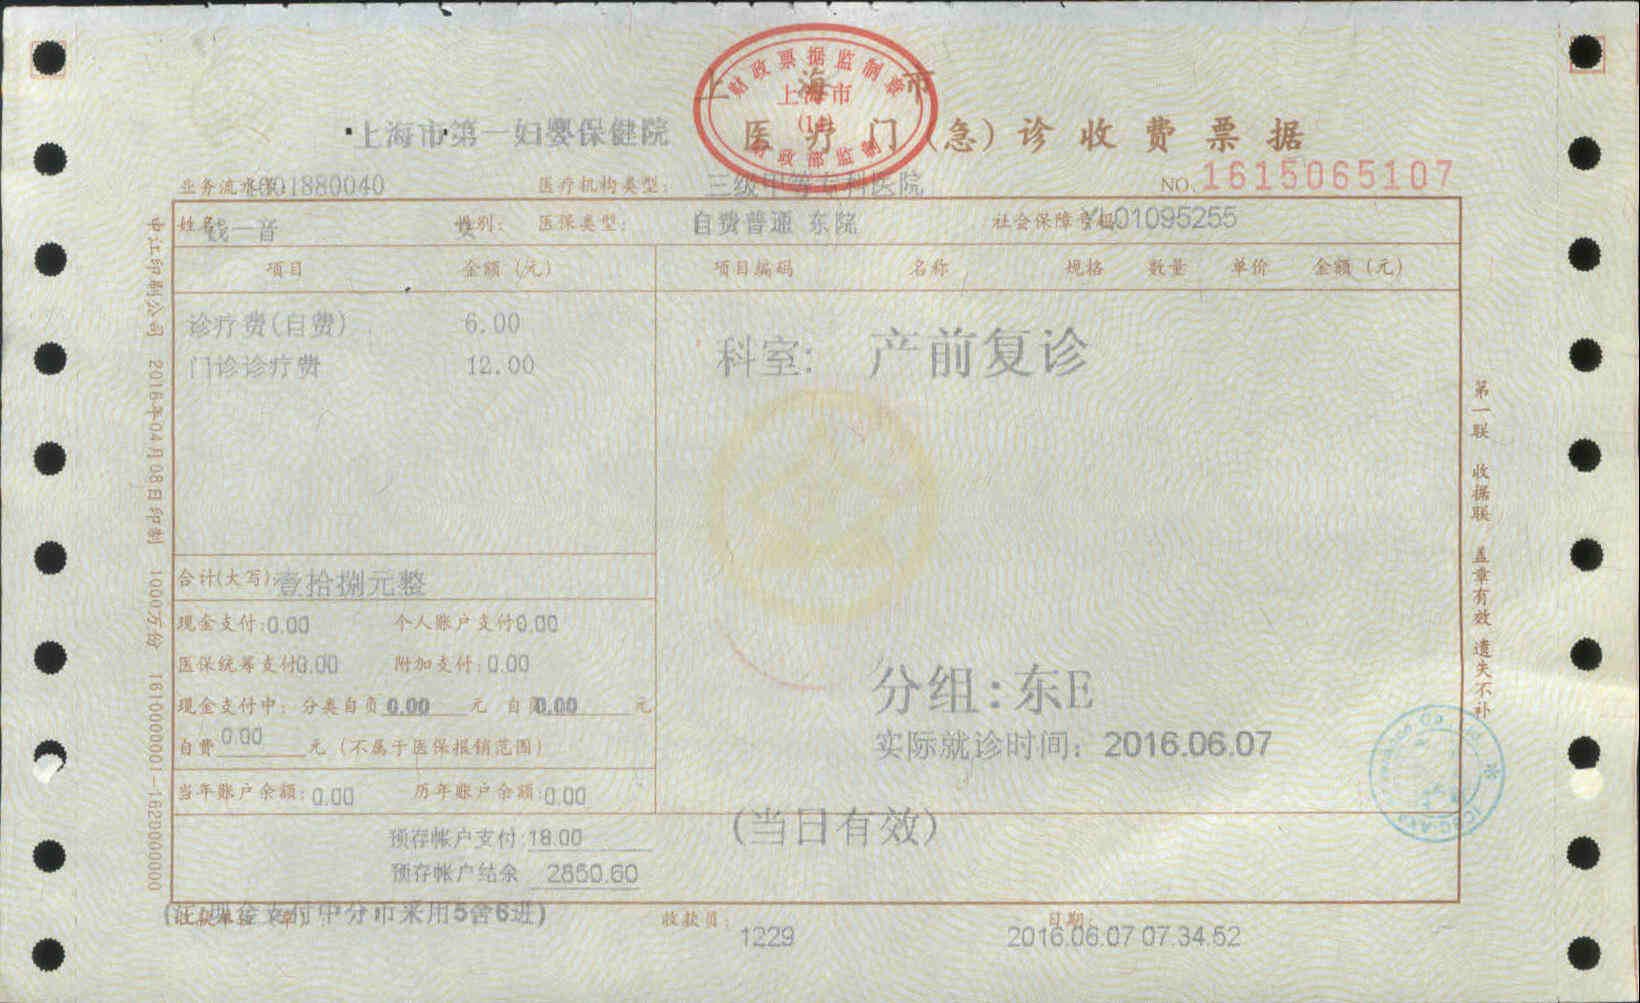 财政票据监制章
上海市
上海市
(14)
财政部监制
上海市第一妇婴保健院
医疗门(急)诊收费票据
业务流水号: 医疗机构类型: 三级甲等专科医院 NO. 1615065107
姓名: 钱一音 性别: 女 医保类型: 自费普通 东院 社会保障号码: YL01095255
项目 金额（元） 项目编码 名称 规格 数量 单价 金额（元）
诊疗费(自费) 6.00
门诊诊疗费 12.00
科室: 产前复诊
合计(大写): 壹拾捌元整
现金支付:0.00 个人账户支付0.00
医保统筹支付0.00 附加支付:0.00
现金支付中: 分类自负 0.00 元 自负0.00 元
自费 0.00 元（不属于医保报销范围）
当年账户余额: 0.00 历年账户余额:0.00
分组:东E
实际就诊时间: 2016.06.07
(当日有效)
预存帐户支付:18.00
预存帐户结余 2850.60
(注:现金支付中分币采用5舍6进)
收款员: 1229 日期: 2016.06.07 07.34.52
印制公司 2016年04月08日印制 1000万份 1610000001-1620000000
第一联 收据联 盖章有效 遗失不补